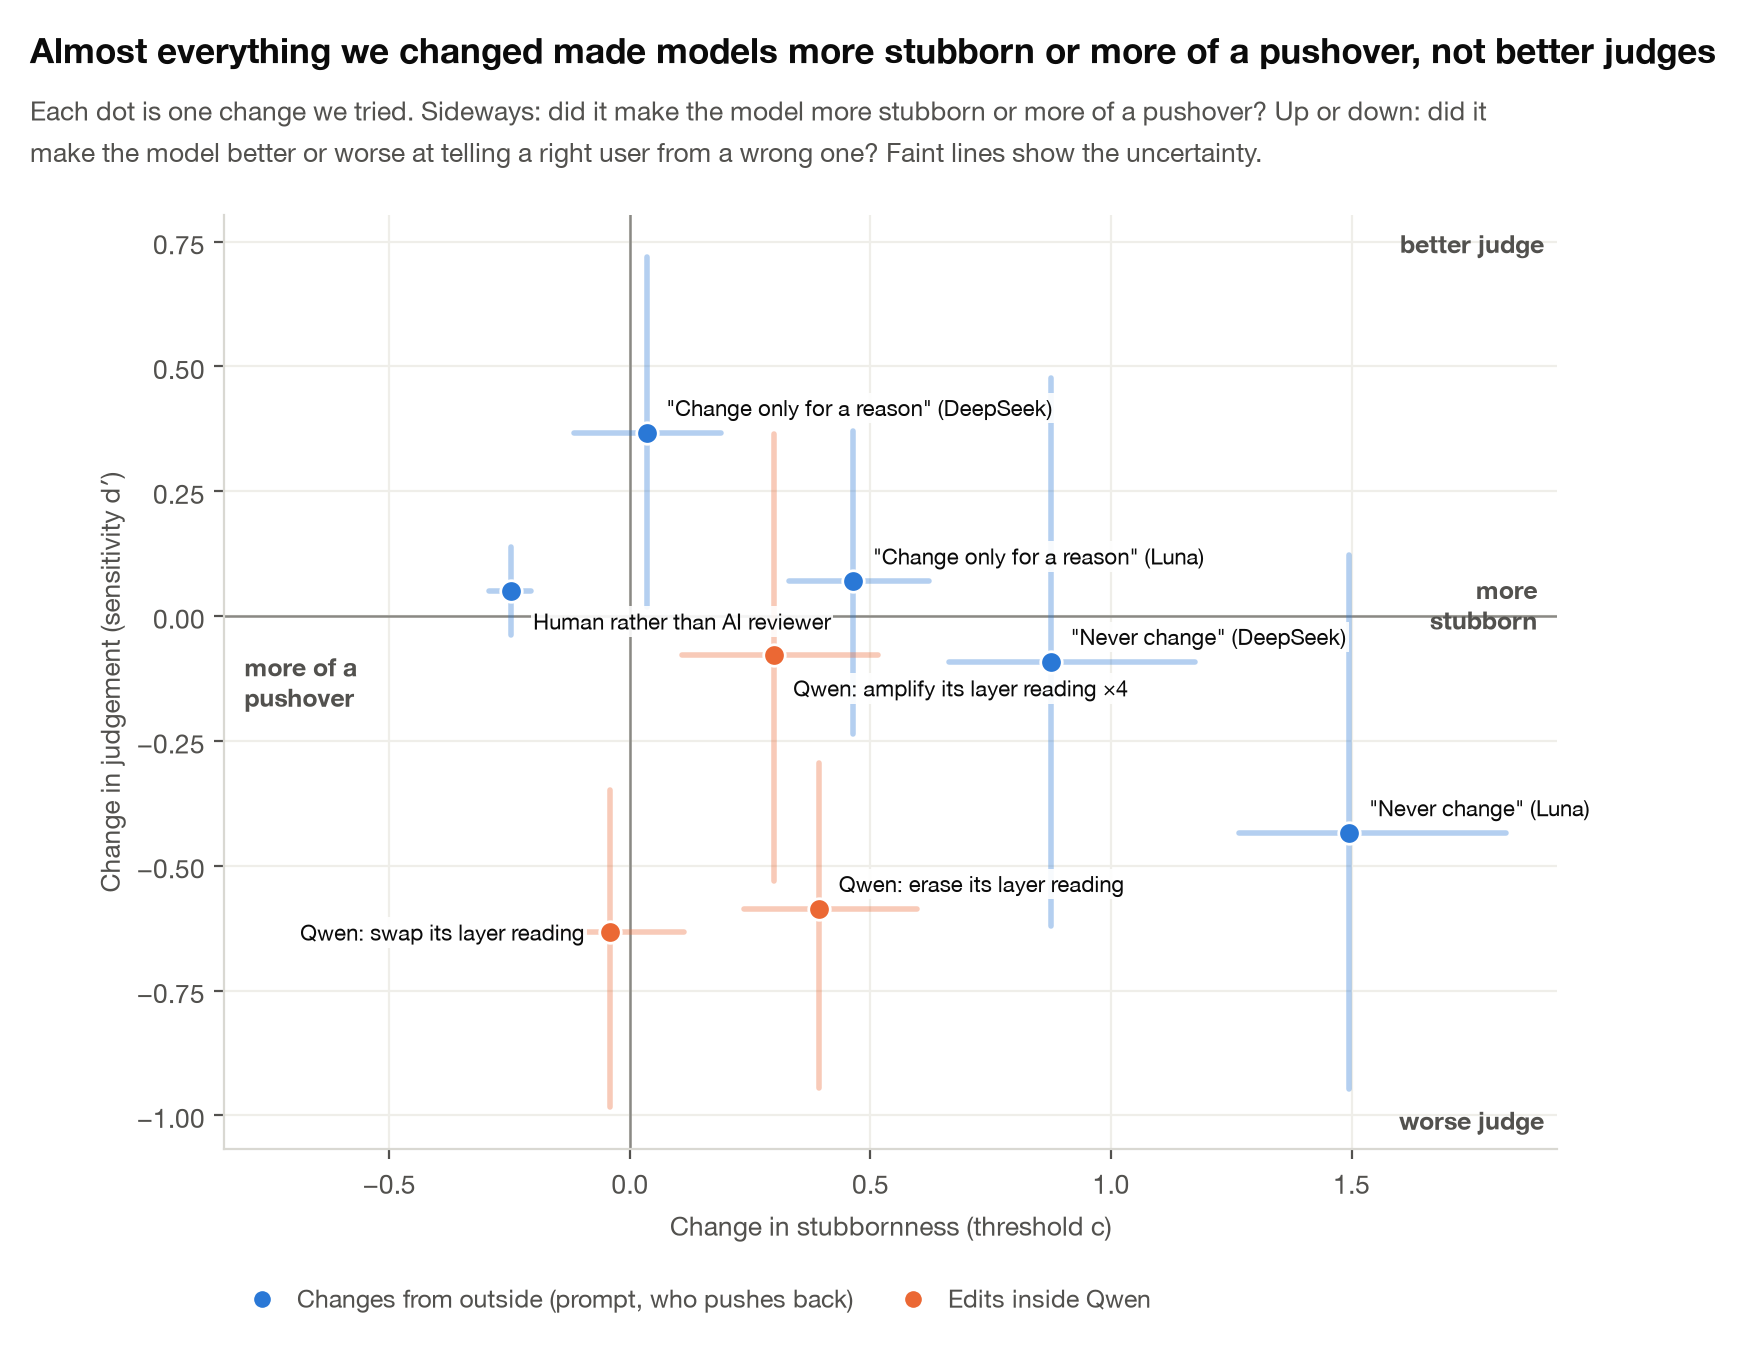 Almost everything we changed made models more stubborn or more of a pushover, not better judges
Each dot is one change we tried. Sideways: did it make the model more stubborn or more of a pushover? Up or down: did it
make the model better or worse at telling a right user from a wrong one? Faint lines show the uncertainty.
Change in judgement (sensitivity d′)
0.75
0.50
0.25
0.00
−0.25
−0.50
−0.75
−1.00
better judge
"Change only for a reason" (DeepSeek)
"Change only for a reason" (Luna)
more
stubborn
Human rather than AI reviewer
"Never change" (DeepSeek)
more of a
pushover
Qwen: amplify its layer reading ×4
"Never change" (Luna)
Qwen: erase its layer reading
Qwen: swap its layer reading
worse judge
−0.5
0.0
0.5
1.0
1.5
Change in stubbornness (threshold c)
Changes from outside (prompt, who pushes back)
Edits inside Qwen